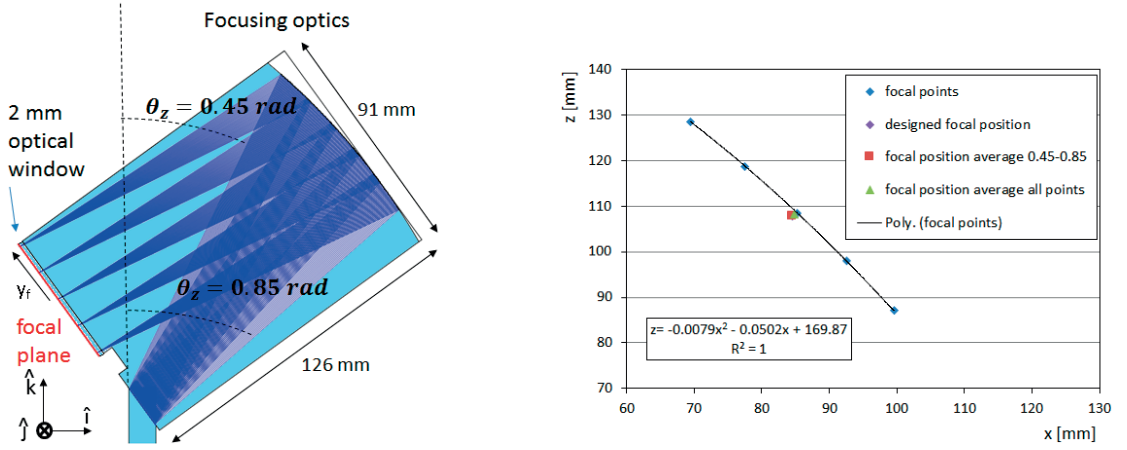 Focusing optics
θ_z = 0.45 rad
91 mm
2 mm
optical
window
θ_z = 0.85 rad
y_f
focal
plane
126 mm
k̂
ĵ
î
z [mm]
140
130
120
110
100
90
80
70
60
70
80
90
100
110
120
130
x [mm]
focal points
designed focal position
focal position average 0.45-0.85
focal position average all points
Poly. (focal points)
z= -0.0079x² - 0.0502x + 169.87
R² = 1